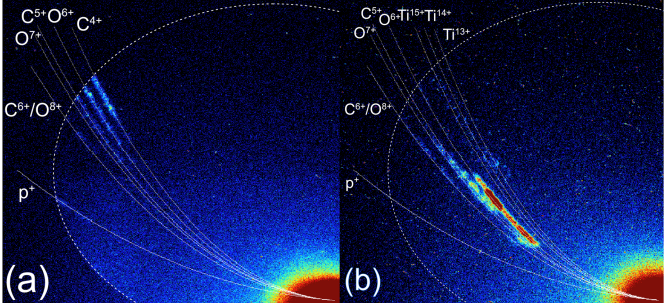 C⁵⁺O⁶⁺
C⁴⁺
O⁷⁺
C⁶⁺/O⁸⁺
p⁺
(a)
C⁵⁺
O⁶⁺Ti¹⁵⁺Ti¹⁴⁺
O⁷⁺
Ti¹³⁺
C⁶⁺/O⁸⁺
p⁺
(b)